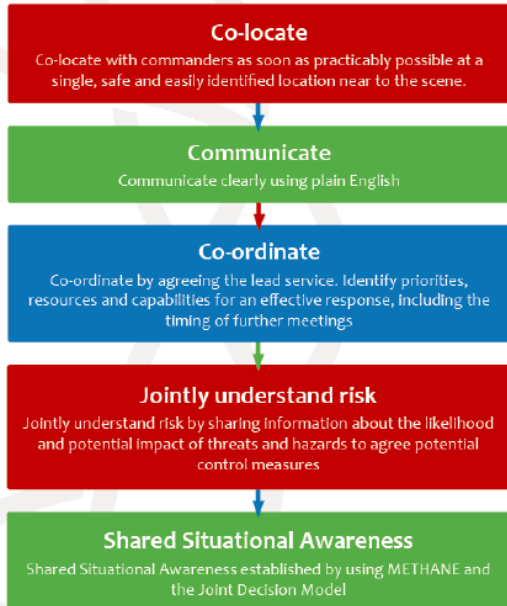 Co-locate
Co-locate with commanders as soon as practicably possible at a
single, safe and easily identified location near to the scene.
Communicate
Communicate clearly using plain English
Co-ordinate
Co-ordinate by agreeing the lead service. Identify priorities,
resources and capabilities for an effective response, including the
timing of further meetings
Jointly understand risk
Jointly understand risk by sharing information about the likelihood
and potential impact of threats and hazards to agree potential
control measures
Shared Situational Awareness
Shared Situational Awareness established by using METHANE and
the Joint Decision Model